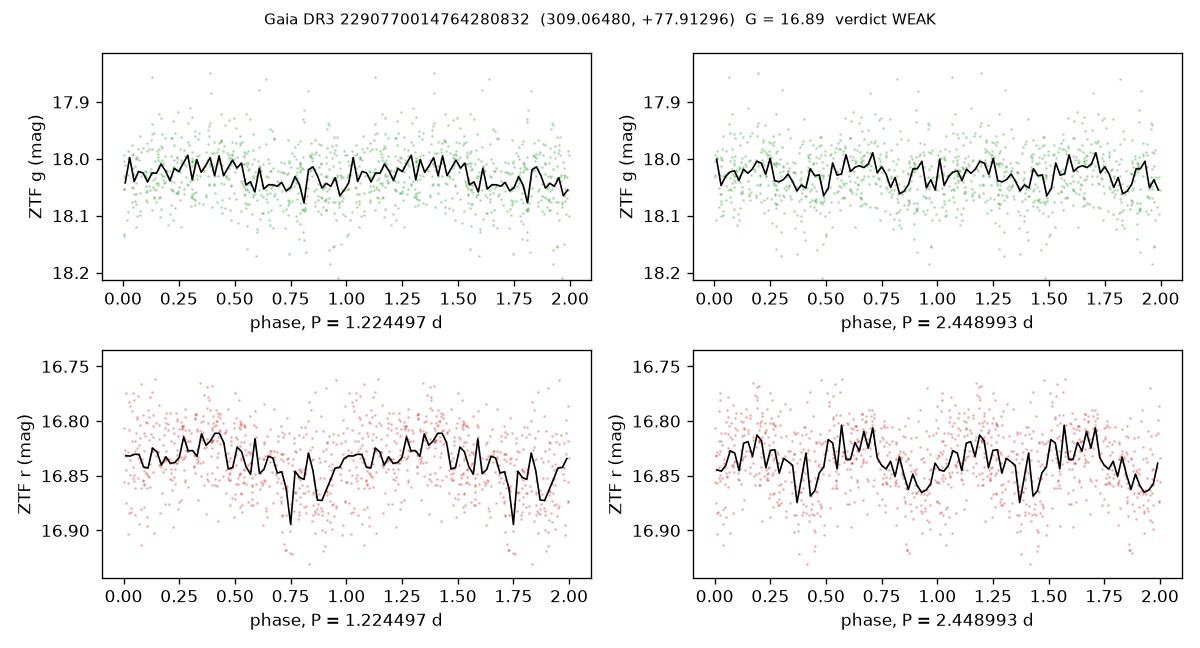 Gaia DR3 2290770014764280832 (309.06480, +77.91296) G = 16.89 verdict WEAK
ZTF g (mag)
17.9
18.0
18.1
18.2
0.00 0.25 0.50 0.75 1.00 1.25 1.50 1.75 2.00
phase, P = 1.224497 d
ZTF g (mag)
17.9
18.0
18.1
18.2
0.00 0.25 0.50 0.75 1.00 1.25 1.50 1.75 2.00
phase, P = 2.448993 d
ZTF r (mag)
16.75
16.80
16.85
16.90
0.00 0.25 0.50 0.75 1.00 1.25 1.50 1.75 2.00
phase, P = 1.224497 d
ZTF r (mag)
16.75
16.80
16.85
16.90
0.00 0.25 0.50 0.75 1.00 1.25 1.50 1.75 2.00
phase, P = 2.448993 d